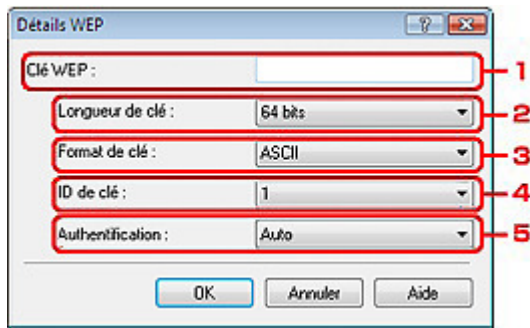 Détails WEP
Clé WEP : 1
Longueur de clé : 64 bits 2
Format de clé : ASCII 3
ID de clé : 1 4
Authentification : Auto 5
OK Annuler Aide